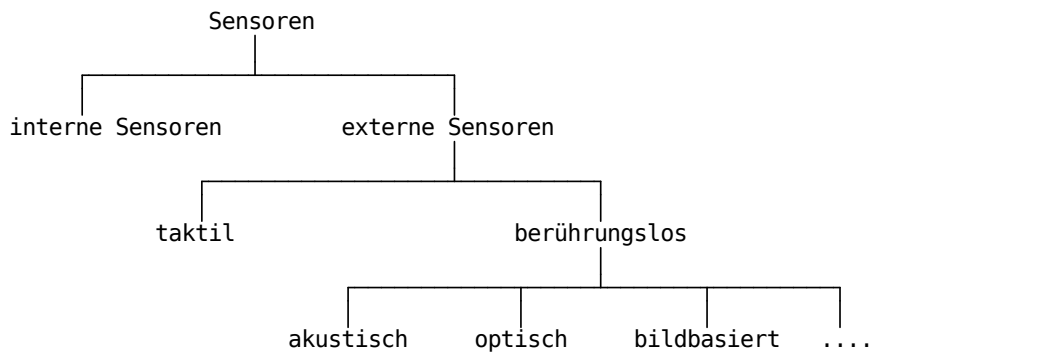 Sensoren
interne Sensoren externe Sensoren
taktil berührungslos
akustisch optisch bildbasiert ....